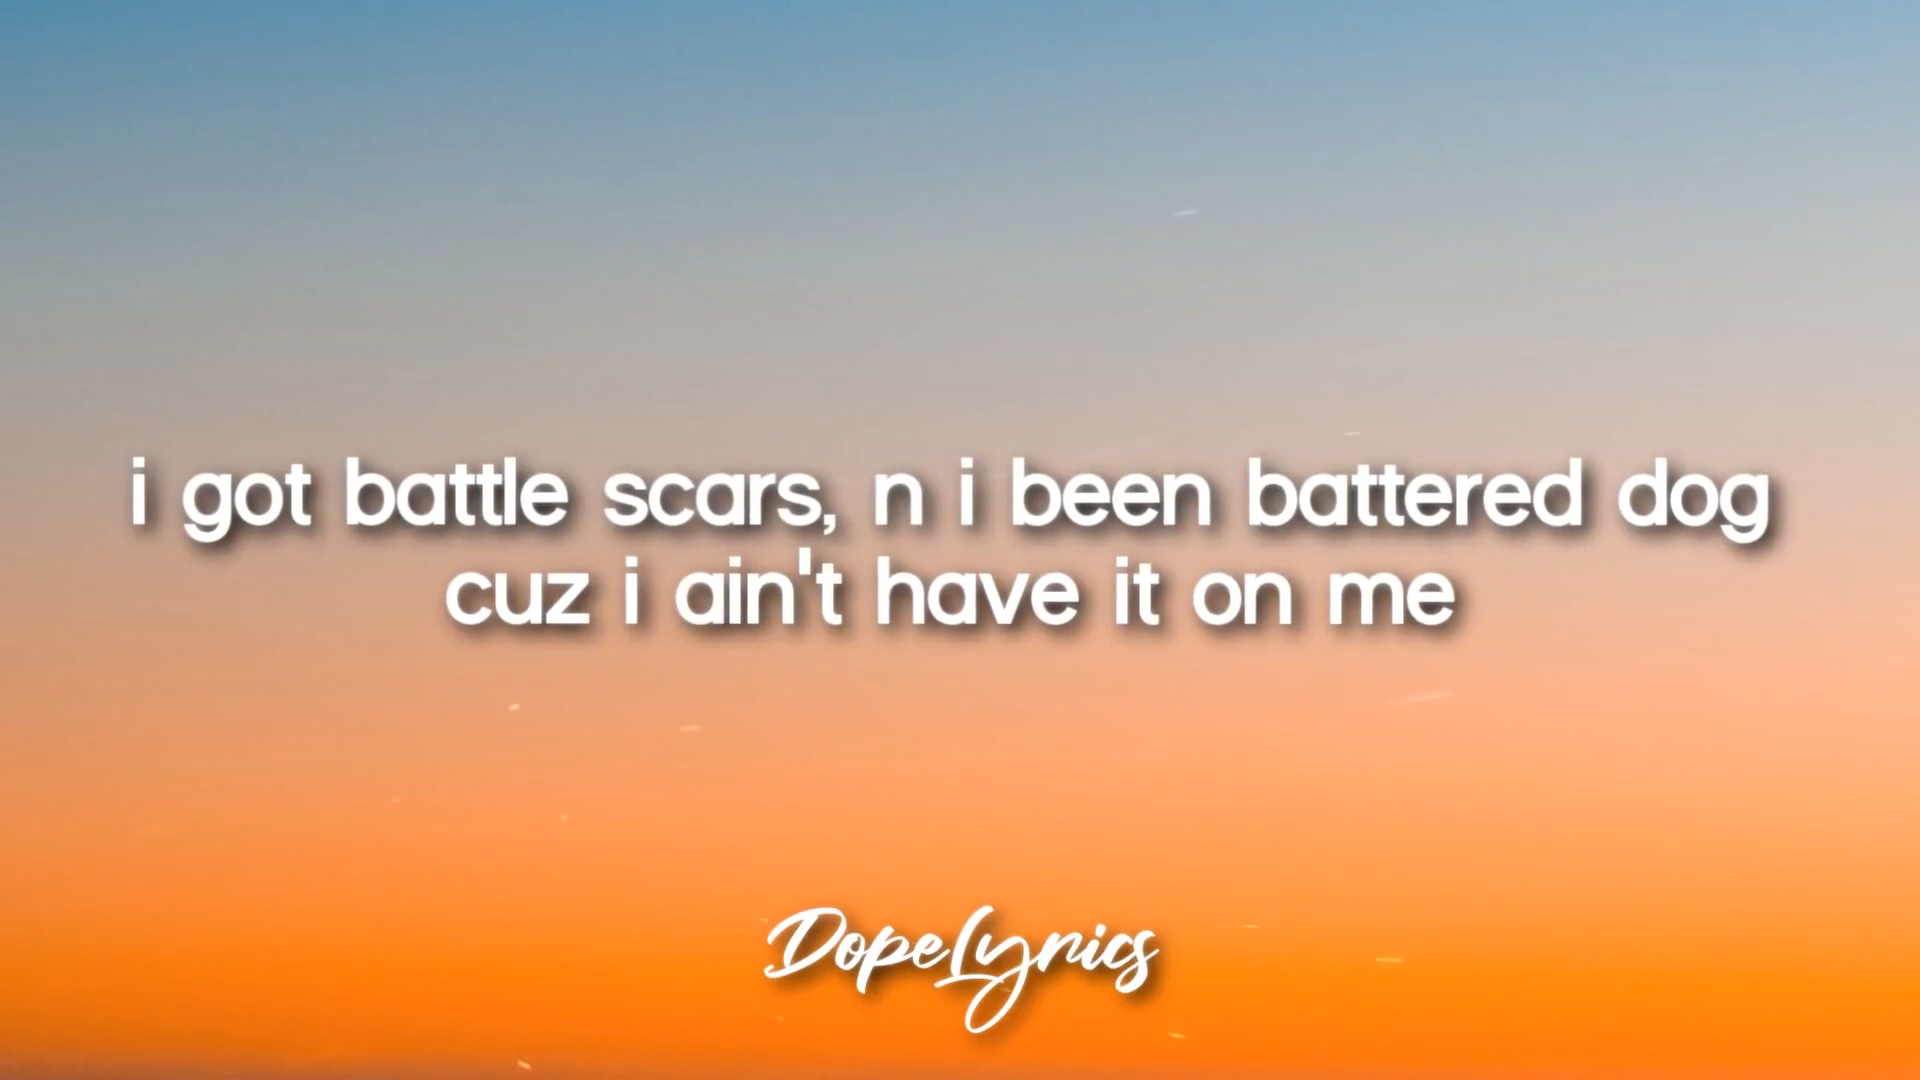 i got battle scars, n i been battered dog
cuz i ain't have it on me
DopeLyrics